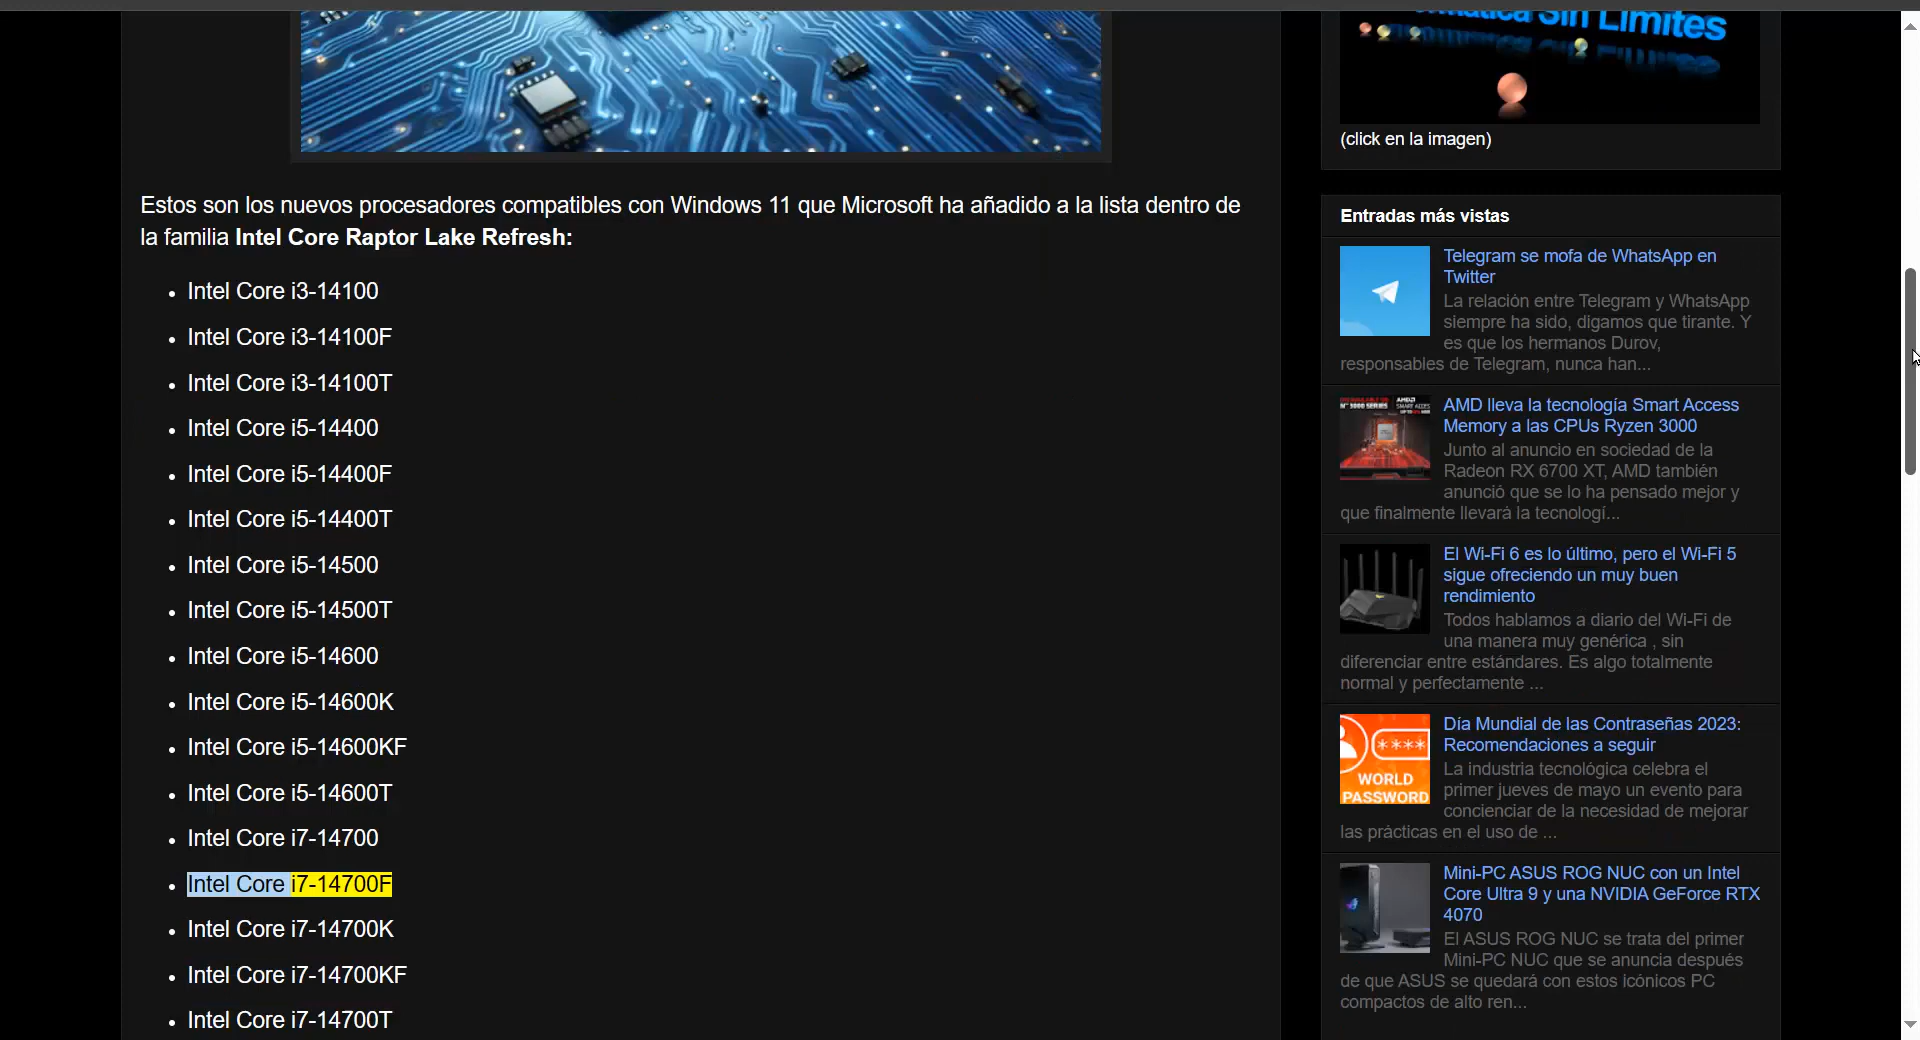 Sin Límites
(click en la imagen)
Estos son los nuevos procesadores compatibles con Windows 11 que Microsoft ha añadido a la lista dentro de
la familia Intel Core Raptor Lake Refresh:
Intel Core i3-14100
Intel Core i3-14100F
Intel Core i3-14100T
Intel Core i5-14400
Intel Core i5-14400F
Intel Core i5-14400T
Intel Core i5-14500
Intel Core i5-14500T
Intel Core i5-14600
Intel Core i5-14600K
Intel Core i5-14600KF
Intel Core i5-14600T
Intel Core i7-14700
Intel Core i7-14700F
Intel Core i7-14700K
Intel Core i7-14700KF
Intel Core i7-14700T
Entradas más vistas
Telegram se mofa de WhatsApp en
Twitter
La relación entre Telegram y WhatsApp
siempre ha sido, digamos que tirante. Y
es que los hermanos Durov,
responsables de Telegram, nunca han...
N™ 3000 SERIES
AMD
SMART ACCESS
AMD lleva la tecnología Smart Access
Memory a las CPUs Ryzen 3000
Junto al anuncio en sociedad de la
Radeon RX 6700 XT, AMD también
anunció que se lo ha pensado mejor y
que finalmente llevará la tecnologí...
El Wi-Fi 6 es lo último, pero el Wi-Fi 5
sigue ofreciendo un muy buen
rendimiento
Todos hablamos a diario del Wi-Fi de
una manera muy genérica , sin
diferenciar entre estándares. Es algo totalmente
normal y perfectamente ...
****
WORLD
PASSWORD
Día Mundial de las Contraseñas 2023:
Recomendaciones a seguir
La industria tecnológica celebra el
primer jueves de mayo un evento para
concienciar de la necesidad de mejorar
las prácticas en el uso de ...
Mini-PC ASUS ROG NUC con un Intel
Core Ultra 9 y una NVIDIA GeForce RTX
4070
El ASUS ROG NUC se trata del primer
Mini-PC NUC que se anuncia después
de que ASUS se quedará con estos icónicos PC
compactos de alto ren...